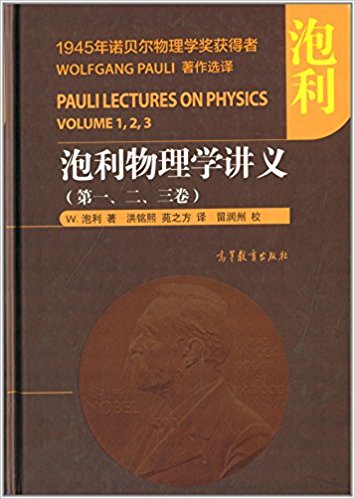 泡利
1945年诺贝尔物理学奖获得者
WOLFGANG PAULI 著作选译
PAULI LECTURES ON PHYSICS
VOLUME 1, 2, 3
泡利物理学讲义
（第一、二、三卷）
W. 泡利 著 洪铭熙 苑之方 译 留润州 校
高等教育出版社